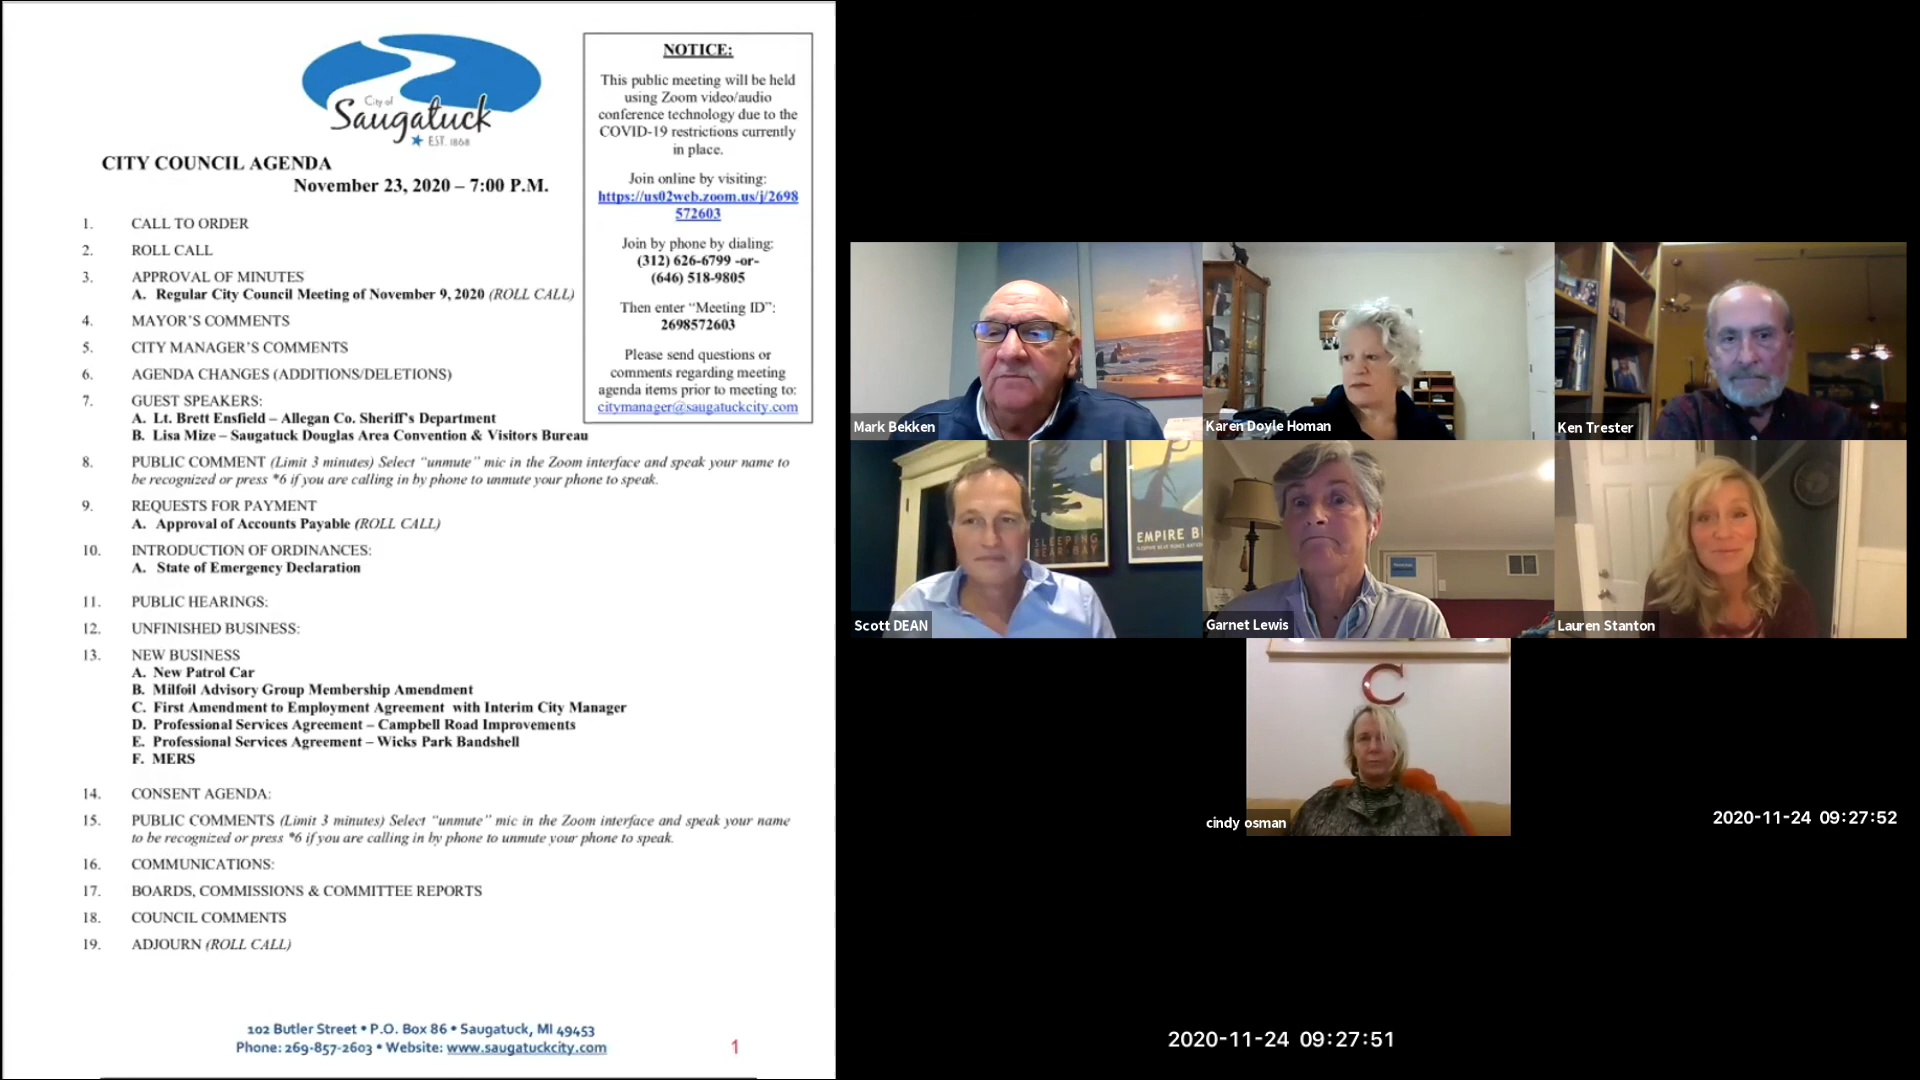 City of
Saugatuck
EST. 1868
CITY COUNCIL AGENDA
November 23, 2020 – 7:00 P.M.
NOTICE:
This public meeting will be held
using Zoom video/audio
conference technology due to the
COVID-19 restrictions currently
in place.
Join online by visiting:
https://us02web.zoom.us/j/2698
572603
Join by phone by dialing:
(312) 626-6799 -or-
(646) 518-9805
Then enter “Meeting ID”:
2698572603
Please send questions or
comments regarding meeting
agenda items prior to meeting to:
citymanager@saugatuckcity.com
1. CALL TO ORDER
2. ROLL CALL
3. APPROVAL OF MINUTES
A. Regular City Council Meeting of November 9, 2020 (ROLL CALL)
4. MAYOR’S COMMENTS
5. CITY MANAGER’S COMMENTS
6. AGENDA CHANGES (ADDITIONS/DELETIONS)
7. GUEST SPEAKERS:
A. Lt. Brett Ensfield – Allegan Co. Sheriff’s Department
B. Lisa Mize – Saugatuck Douglas Area Convention & Visitors Bureau
8. PUBLIC COMMENT (Limit 3 minutes) Select “unmute” mic in the Zoom interface and speak your name to
be recognized or press *6 if you are calling in by phone to unmute your phone to speak.
9. REQUESTS FOR PAYMENT
A. Approval of Accounts Payable (ROLL CALL)
10. INTRODUCTION OF ORDINANCES:
A. State of Emergency Declaration
11. PUBLIC HEARINGS:
12. UNFINISHED BUSINESS:
13. NEW BUSINESS
A. New Patrol Car
B. Milfoil Advisory Group Membership Amendment
C. First Amendment to Employment Agreement with Interim City Manager
D. Professional Services Agreement – Campbell Road Improvements
E. Professional Services Agreement – Wicks Park Bandshell
F. MERS
14. CONSENT AGENDA:
15. PUBLIC COMMENTS (Limit 3 minutes) Select “unmute” mic in the Zoom interface and speak your name
to be recognized or press *6 if you are calling in by phone to unmute your phone to speak.
16. COMMUNICATIONS:
17. BOARDS, COMMISSIONS & COMMITTEE REPORTS
18. COUNCIL COMMENTS
19. ADJOURN (ROLL CALL)
102 Butler Street • P.O. Box 86 • Saugatuck, MI 49453
Phone: 269-857-2603 • Website: www.saugatuckcity.com
1
Mark Bekken
Karen Doyle Homan
Ken Trester
SLEEPING
BEAR BAY
EMPIRE B
Scott DEAN
Garnet Lewis
Lauren Stanton
C
cindy osman
2020-11-24 09:27:52
2020-11-24 09:27:51